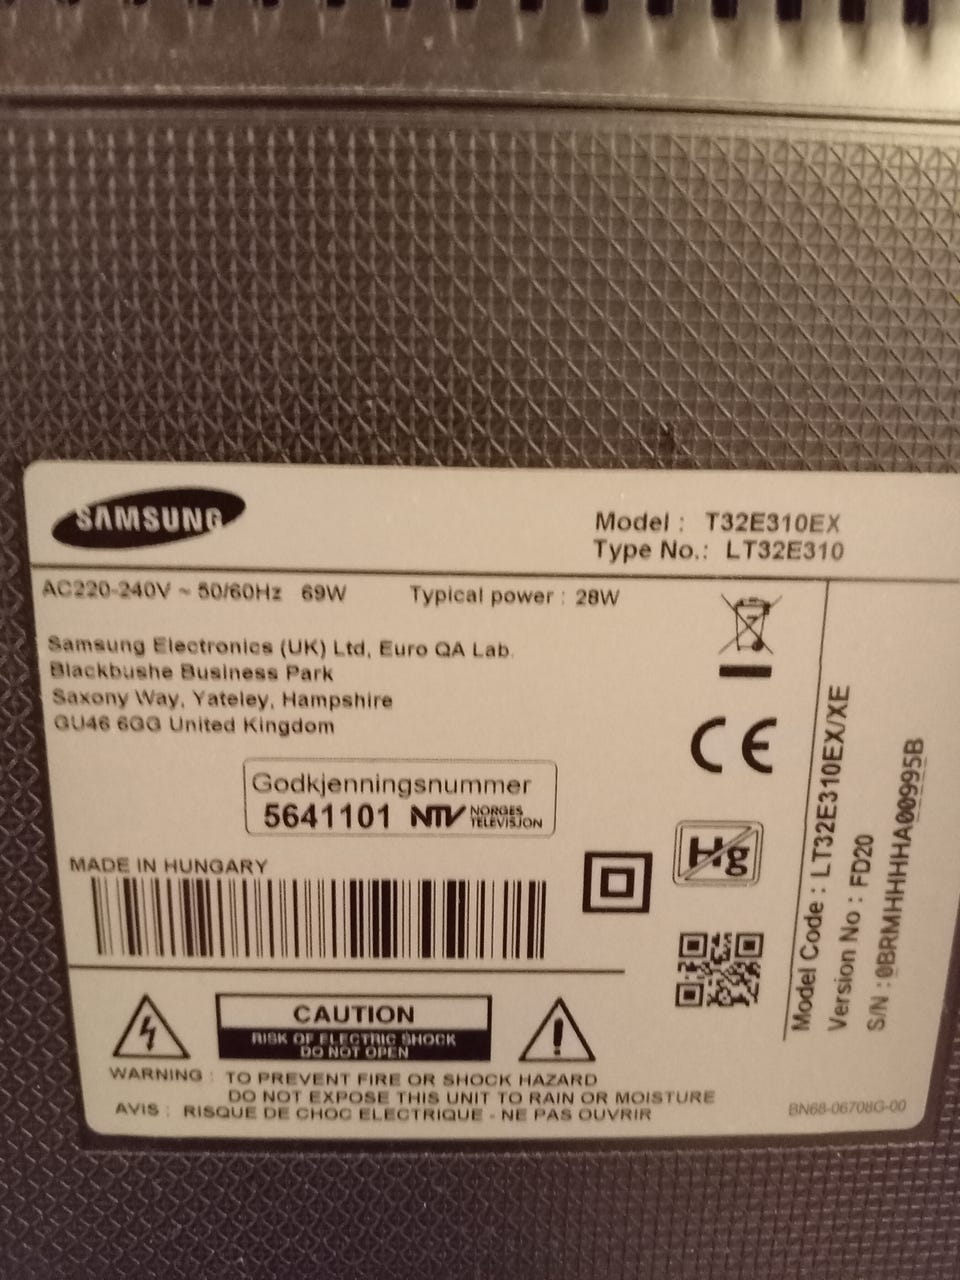 SAMSUNG
Model : T32E310EX
Type No.: LT32E310
AC220-240V ~ 50/60Hz 69W Typical power : 28W
Samsung Electronics (UK) Ltd, Euro QA Lab.
Blackbushe Business Park
Saxony Way, Yateley, Hampshire
GU46 6GG United Kingdom
Godkjenningsnummer
5641101 NTV NORGES TELEVISJON
MADE IN HUNGARY
CE
Hg
Model Code : LT32E310EX/XE
Version No : FD20
S/N : 0BRMHHHHA00995B
CAUTION
RISK OF ELECTRIC SHOCK
DO NOT OPEN
WARNING : TO PREVENT FIRE OR SHOCK HAZARD
DO NOT EXPOSE THIS UNIT TO RAIN OR MOISTURE
AVIS : RISQUE DE CHOC ELECTRIQUE - NE PAS OUVRIR
BN68-06708G-00